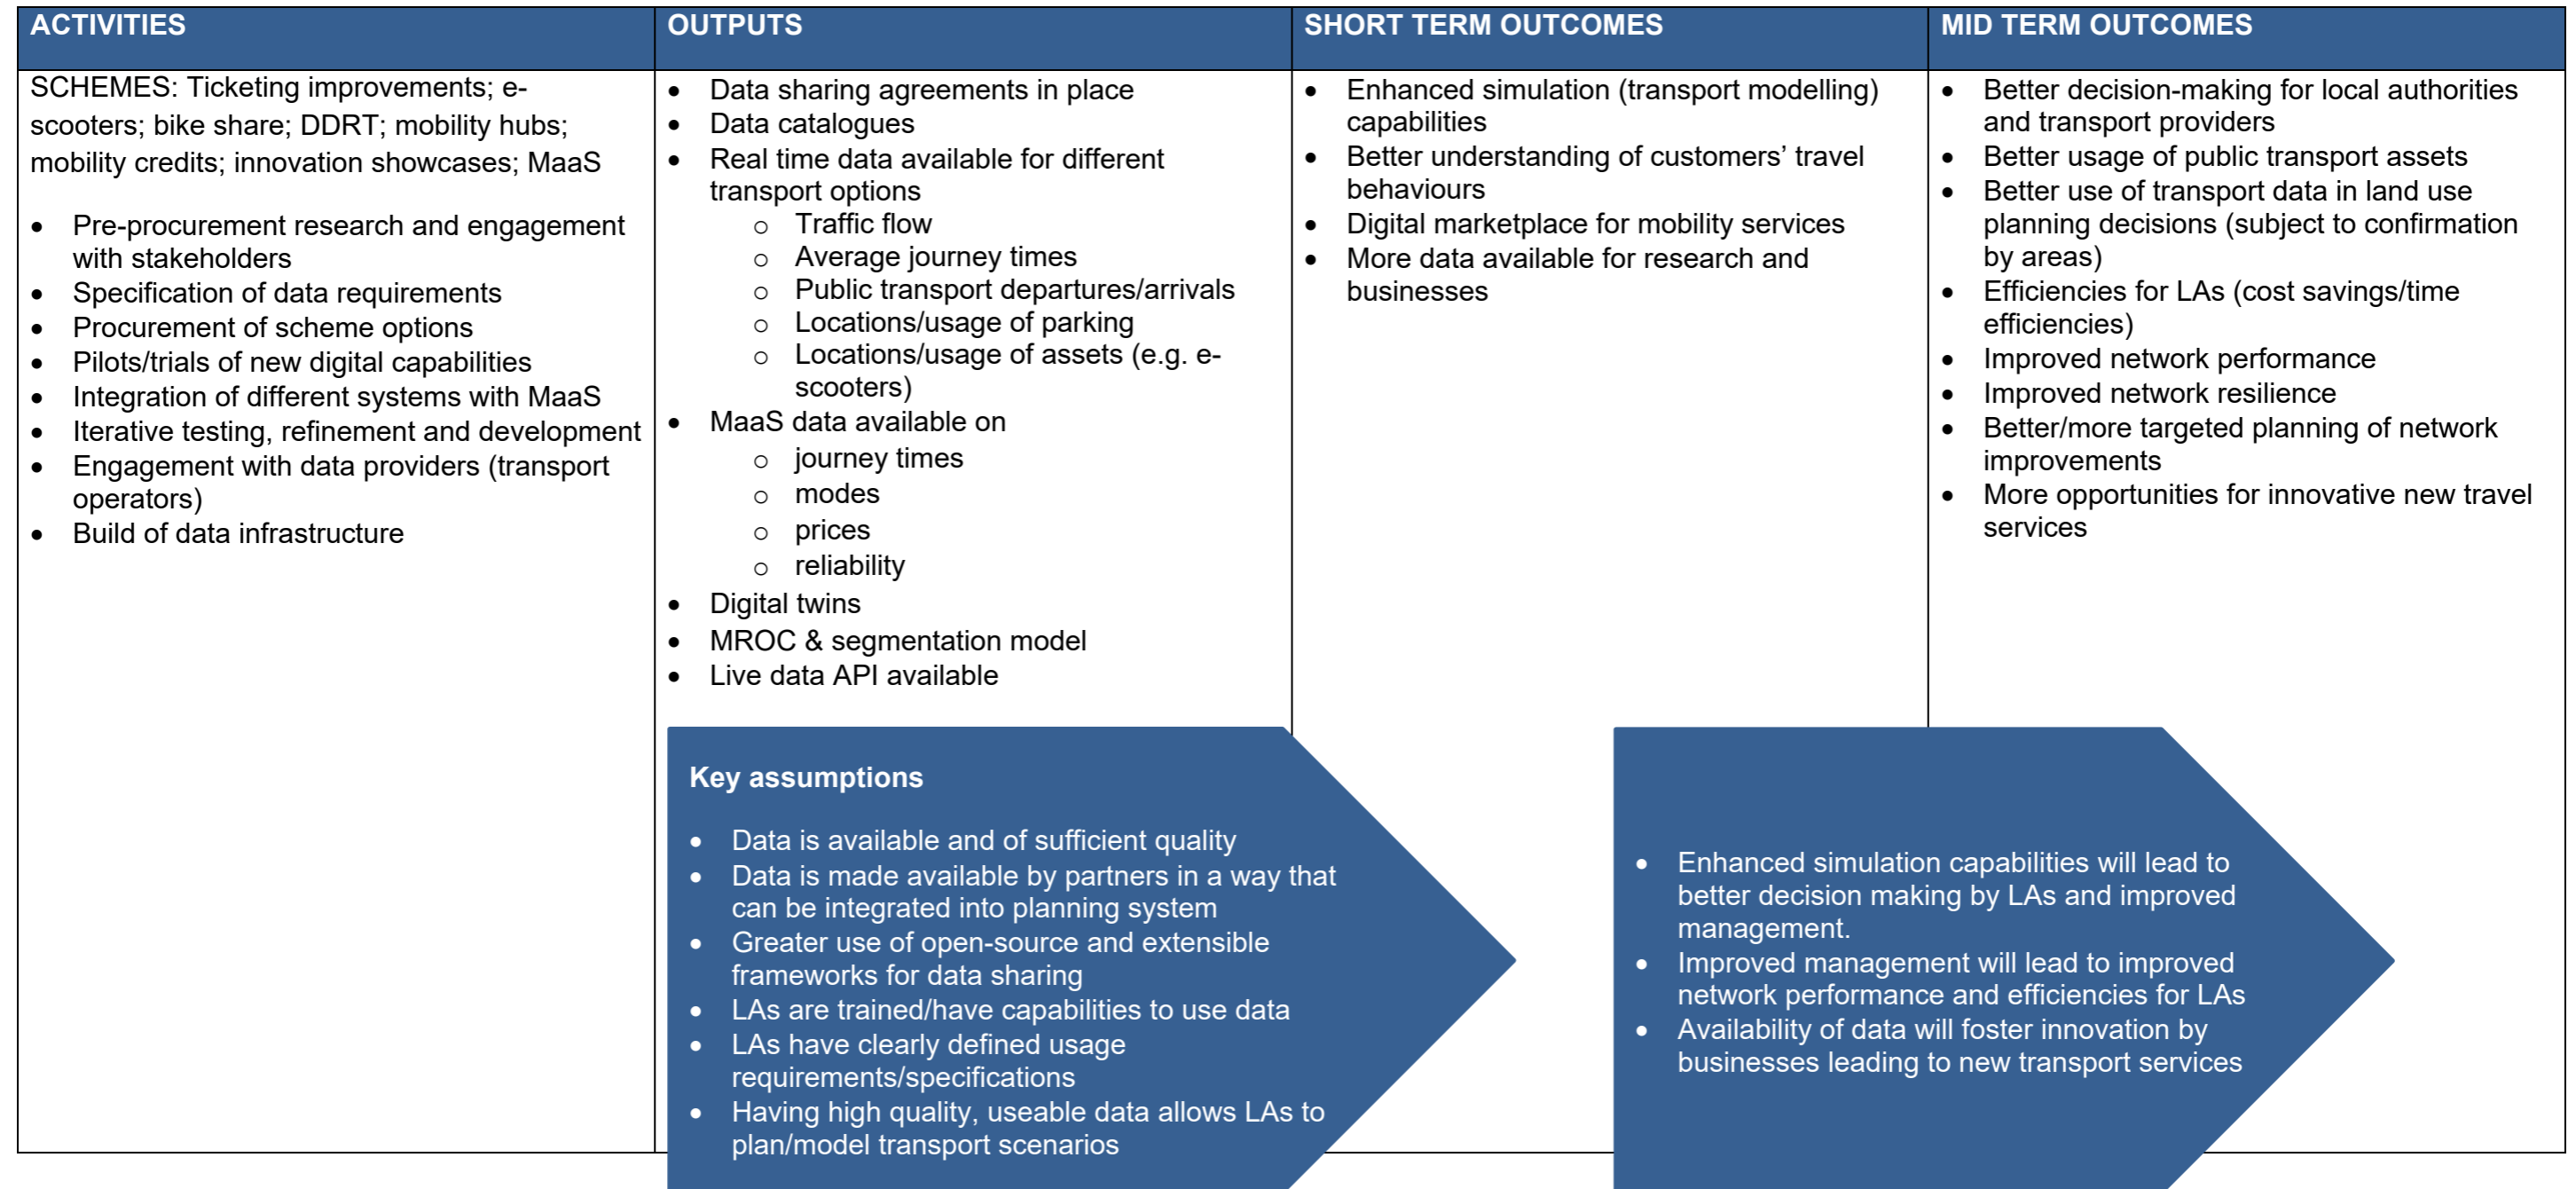 ACTIVITIES
SCHEMES: Ticketing improvements; e-
scooters; bike share; DDRT; mobility hubs;
mobility credits; innovation showcases; MaaS
• Pre-procurement research and engagement
with stakeholders
• Specification of data requirements
• Procurement of scheme options
• Pilots/trials of new digital capabilities
• Integration of different systems with MaaS
• Iterative testing, refinement and development
• Engagement with data providers (transport
operators)
• Build of data infrastructure
OUTPUTS
• Data sharing agreements in place
• Data catalogues
• Real time data available for different
transport options
o Traffic flow
o Average journey times
o Public transport departures/arrivals
o Locations/usage of parking
o Locations/usage of assets (e.g. e-
scooters)
• MaaS data available on
o journey times
o modes
o prices
o reliability
• Digital twins
• MROC & segmentation model
• Live data API available
SHORT TERM OUTCOMES
• Enhanced simulation (transport modelling)
capabilities
• Better understanding of customers’ travel
behaviours
• Digital marketplace for mobility services
• More data available for research and
businesses
MID TERM OUTCOMES
• Better decision-making for local authorities
and transport providers
• Better usage of public transport assets
• Better use of transport data in land use
planning decisions (subject to confirmation
by areas)
• Efficiencies for LAs (cost savings/time
efficiencies)
• Improved network performance
• Improved network resilience
• Better/more targeted planning of network
improvements
• More opportunities for innovative new travel
services
Key assumptions
• Data is available and of sufficient quality
• Data is made available by partners in a way that
can be integrated into planning system
• Greater use of open-source and extensible
frameworks for data sharing
• LAs are trained/have capabilities to use data
• LAs have clearly defined usage
requirements/specifications
• Having high quality, useable data allows LAs to
plan/model transport scenarios
• Enhanced simulation capabilities will lead to
better decision making by LAs and improved
management.
• Improved management will lead to improved
network performance and efficiencies for LAs
• Availability of data will foster innovation by
businesses leading to new transport services